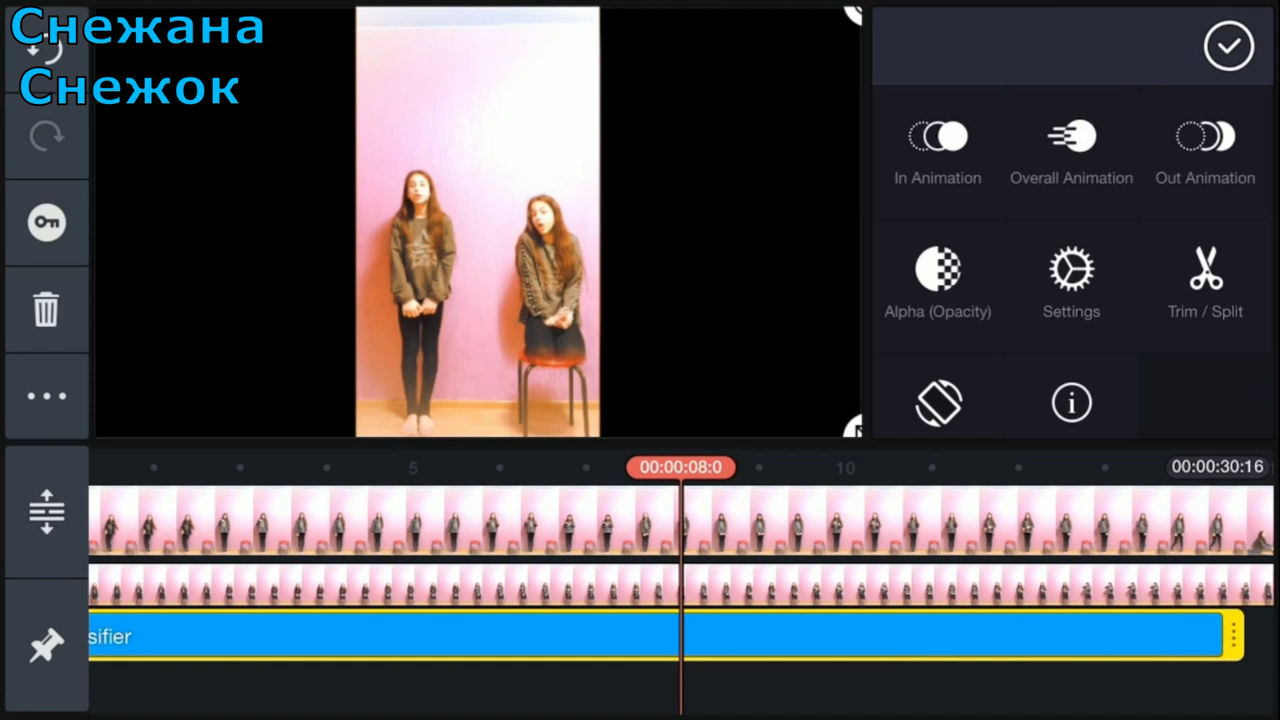 Снежана
Снежок
In Animation
Overall Animation
Out Animation
Alpha (Opacity)
Settings
Trim / Split
5
00:00:08:0
10
00:00:30:16
sifier